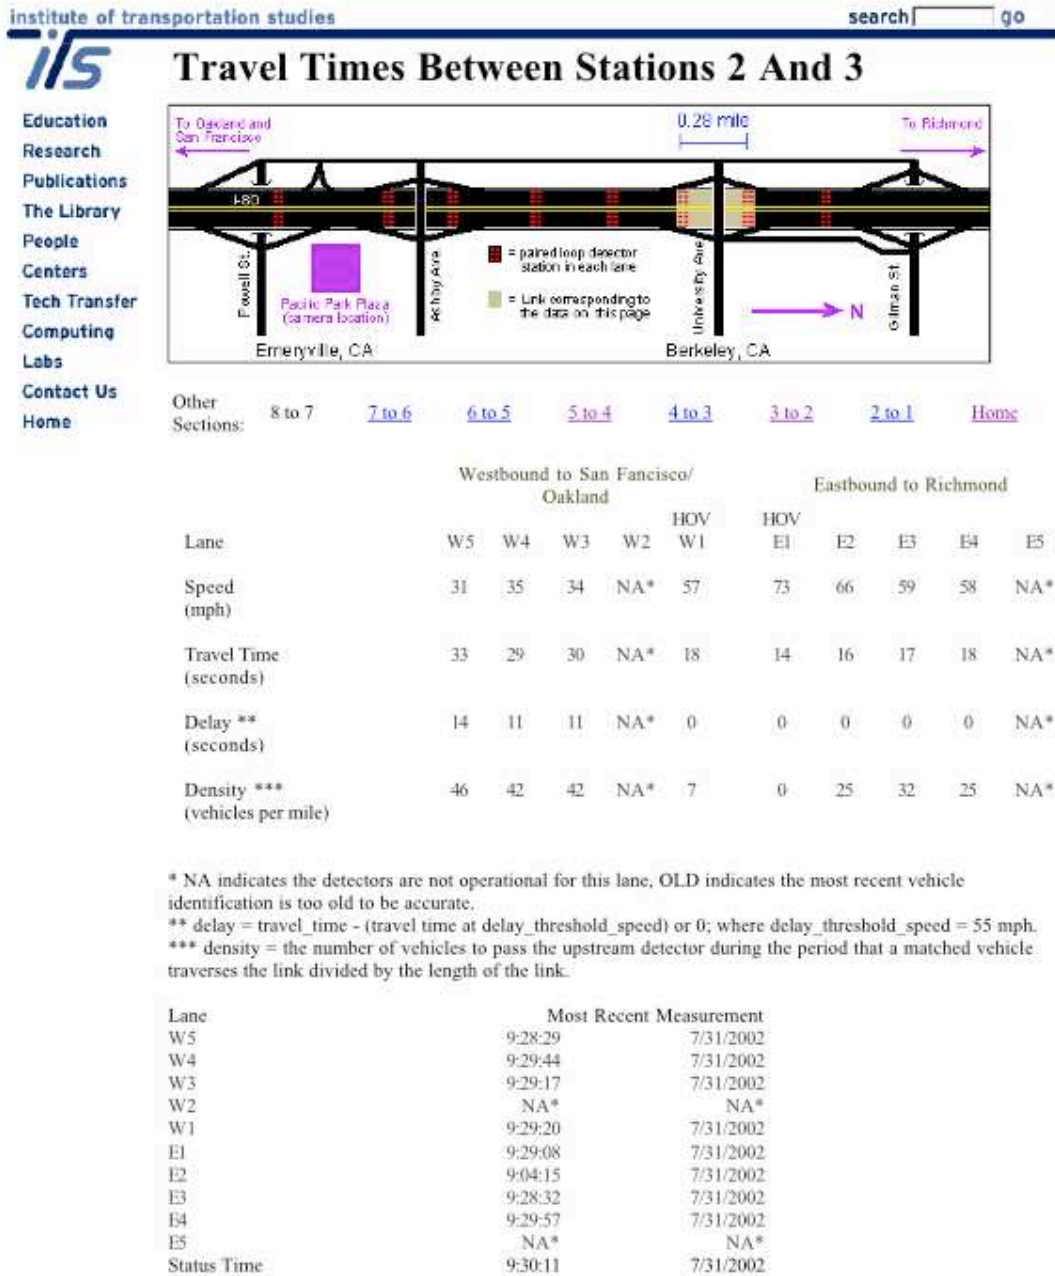 institute of transportation studies
search go
its
Travel Times Between Stations 2 And 3
Education
Research
Publications
The Library
People
Centers
Tech Transfer
Computing
Labs
Contact Us
Home
To Oakland and
San Francisco
0.28 mile
To Richmond
I-80
Powell St.
Pacific Park Plaza
(camera location)
Ashby Ave.
= paired loop detector
station in each lane
= Link corresponding to
the data on this page
University Ave.
N
Gilman St.
Emeryville, CA
Berkeley, CA
Other
Sections:
8 to 7 7 to 6 6 to 5 5 to 4 4 to 3 3 to 2 2 to 1 Home
Westbound to San Fancisco/
Oakland
Eastbound to Richmond
HOV HOV
Lane W5 W4 W3 W2 W1 E1 E2 E3 E4 E5
Speed 31 35 34 NA* 57 73 66 59 58 NA*
(mph)
Travel Time 33 29 30 NA* 18 14 16 17 18 NA*
(seconds)
Delay ** 14 11 11 NA* 0 0 0 0 0 NA*
(seconds)
Density *** 46 42 42 NA* 7 0 25 32 25 NA*
(vehicles per mile)
* NA indicates the detectors are not operational for this lane, OLD indicates the most recent vehicle
identification is too old to be accurate.
** delay = travel_time - (travel time at delay_threshold_speed) or 0; where delay_threshold_speed = 55 mph.
*** density = the number of vehicles to pass the upstream detector during the period that a matched vehicle
traverses the link divided by the length of the link.
Lane Most Recent Measurement
W5 9:28:29 7/31/2002
W4 9:29:44 7/31/2002
W3 9:29:17 7/31/2002
W2 NA* NA*
W1 9:29:20 7/31/2002
E1 9:29:08 7/31/2002
E2 9:04:15 7/31/2002
E3 9:28:32 7/31/2002
E4 9:29:57 7/31/2002
E5 NA* NA*
Status Time 9:30:11 7/31/2002